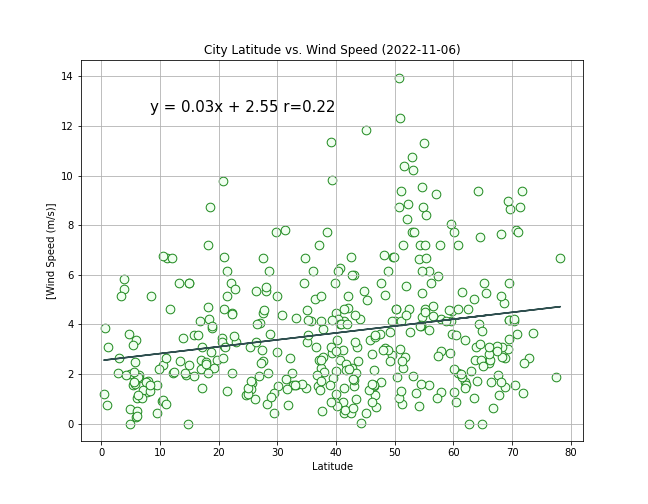 City Latitude vs. Wind Speed (2022-11-06)
14
y = 0.03x + 2.55 r=0.22
12
10
8
6
4
2
0
[Wind Speed (m/s)]
0 10 20 30 40 50 60 70 80
Latitude